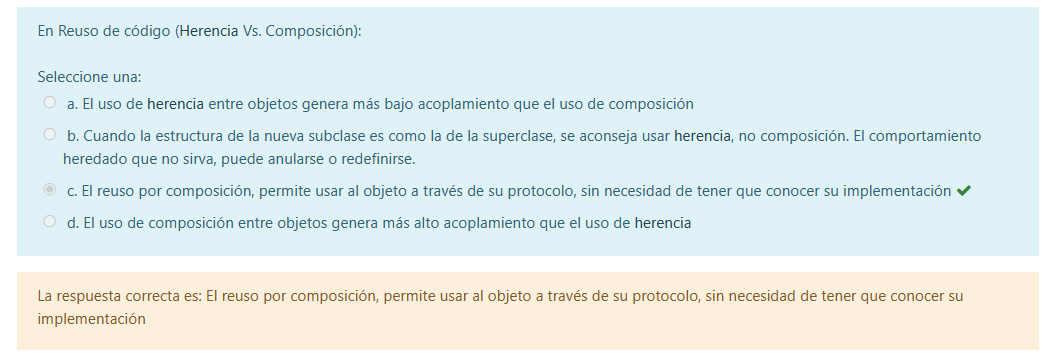 En Reuso de código (Herencia Vs. Composición):
Seleccione una:
a. El uso de herencia entre objetos genera más bajo acoplamiento que el uso de composición
b. Cuando la estructura de la nueva subclase es como la de la superclase, se aconseja usar herencia, no composición. El comportamiento
heredado que no sirva, puede anularse o redefinirse.
c. El reuso por composición, permite usar al objeto a través de su protocolo, sin necesidad de tener que conocer su implementación
d. El uso de composición entre objetos genera más alto acoplamiento que el uso de herencia
La respuesta correcta es: El reuso por composición, permite usar al objeto a través de su protocolo, sin necesidad de tener que conocer su
implementación